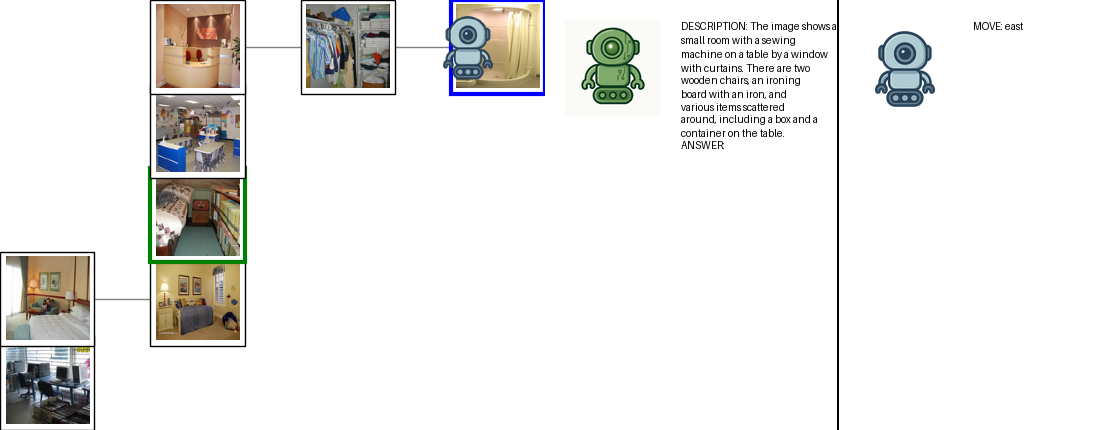 DESCRIPTION: The image shows a
small room with a sewing
machine on a table by a window
with curtains. There are two
wooden chairs, an ironing
board with an iron, and
various items scattered
around, including a box and a
container on the table.
ANSWER:
MOVE: east